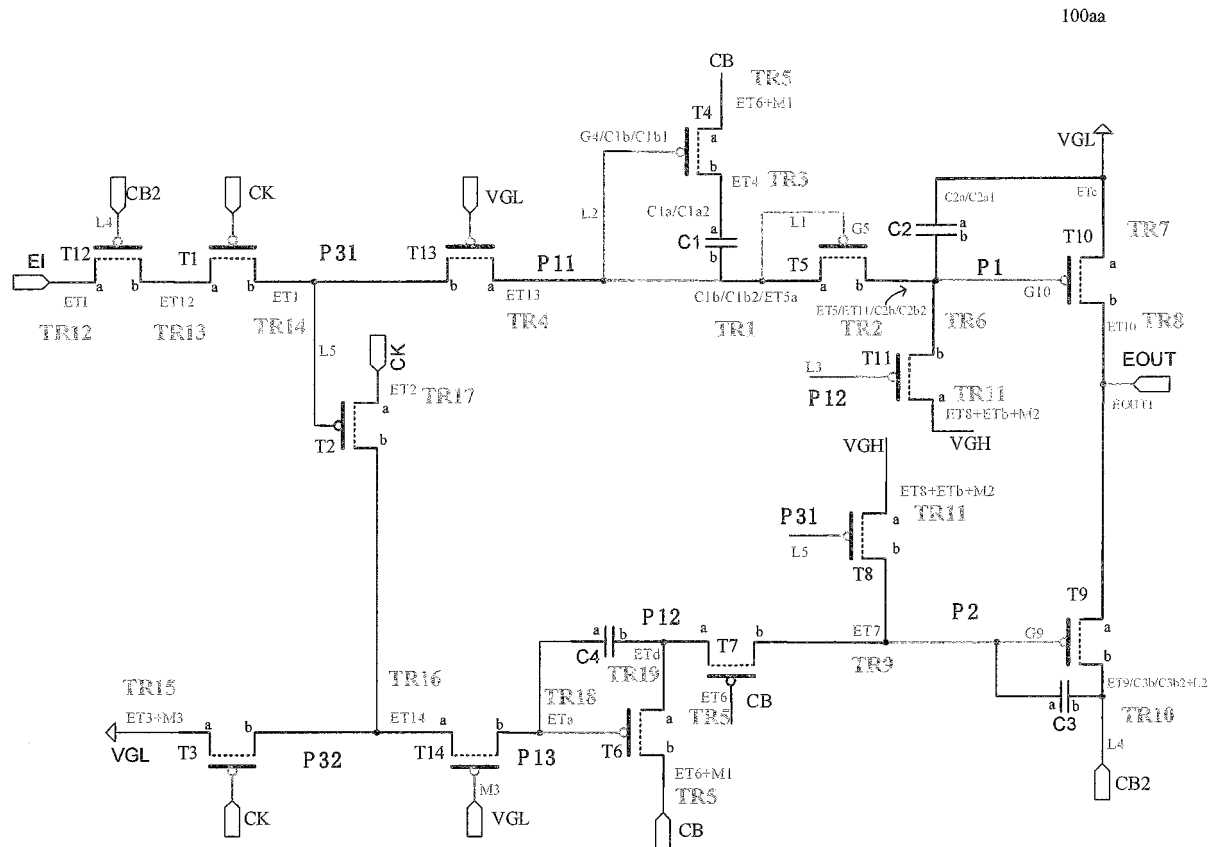 100aa
CB
TR5
ET6+M1
T4
a
G4/C1b/C1b1
b
VGL
ET4
TR3
C2a/C2a1
ETc
CB2
CK
VGL
L4
L2
C1a/C1a2
L1
G5
C2
a
b
T10
TR7
C1
a
b
EI
T12
T1
P31
T13
P11
T5
P1
a
b
a
b
b
a
a
b
a
G10
b
ET1
ET12
ET1
ET13
C1b/C1b2/ET5a
ET5/ET11/C2b/C2b2
ET10
TR8
TR12
TR13
TR14
TR4
TR1
TR2
TR6
L5
CK
L3
T11
b
EOUT
ET2
TR17
P12
a
TR11
EOUT1
a
ET8+ETb+M2
T2
b
VGH
VGH
ET8+ETb+M2
P31
a
TR11
L5
b
T8
P12
P2
T9
a
b
a
b
ET7
G9
a
C4
ETd
T7
b
TR19
TR9
ET9/C3b/C3b2+L2
TR16
TR18
ET6
CB
a
b
TR10
TR15
TR5
C3
ET3+M3
a
b
ET14
a
b
ETa
a
VGL
T3
P32
T14
P13
T6
b
L4
M3
ET6+M1
CK
VGL
TR5
CB
CB2